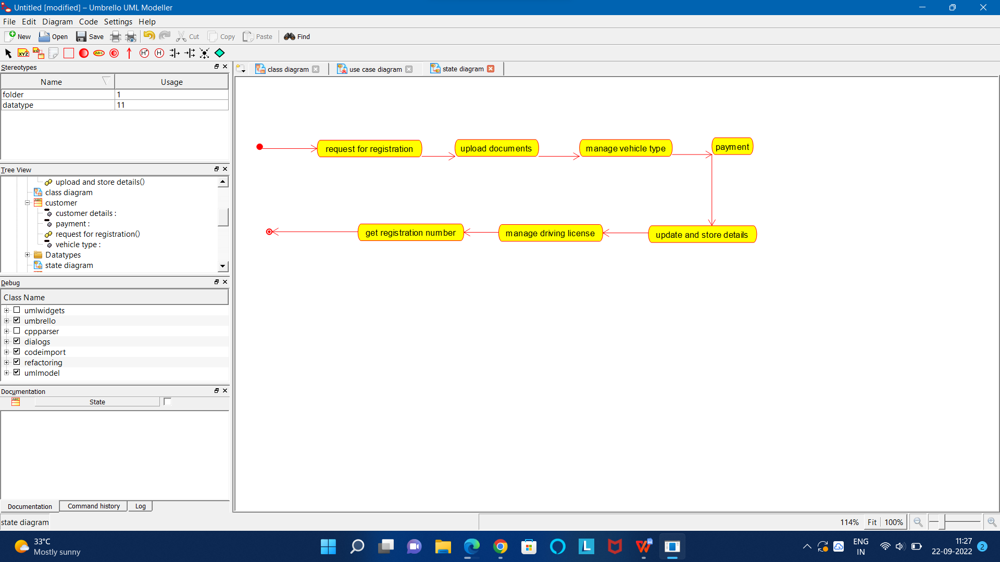 Untitled [modified] – Umbrello UML Modeller
File Edit Diagram Code Settings Help
New Open Save Cut Copy Paste Find
XYZ XYZ ABC H* H
Stereotypes
class diagram use case diagram state diagram
Name Usage
folder 1
datatype 11
request for registration upload documents manage vehicle type payment
Tree View
upload and store details()
class diagram
ABC customer
customer details :
payment :
request for registration()
vehicle type :
Datatypes
state diagram
get registration number manage driving license update and store details
Debug
Class Name
umlwidgets
umbrello
cppparser
dialogs
codeimport
refactoring
umlmodel
Documentation
ABC State
Documentation Command history Log
state diagram 114% Fit 100%
33°C
Mostly sunny
L W
ENG
IN
11:27
22-09-2022
2